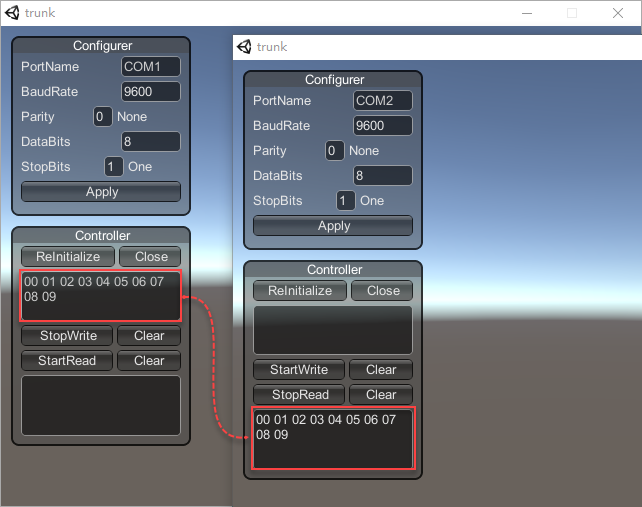 trunk
Configurer
PortName COM1
BaudRate 9600
Parity 0 None
DataBits 8
StopBits 1 One
Apply
Controller
ReInitialize Close
00 01 02 03 04 05 06 07
08 09
StopWrite Clear
StartRead Clear
trunk
Configurer
PortName COM2
BaudRate 9600
Parity 0 None
DataBits 8
StopBits 1 One
Apply
Controller
ReInitialize Close
StartWrite Clear
StopRead Clear
00 01 02 03 04 05 06 07
08 09